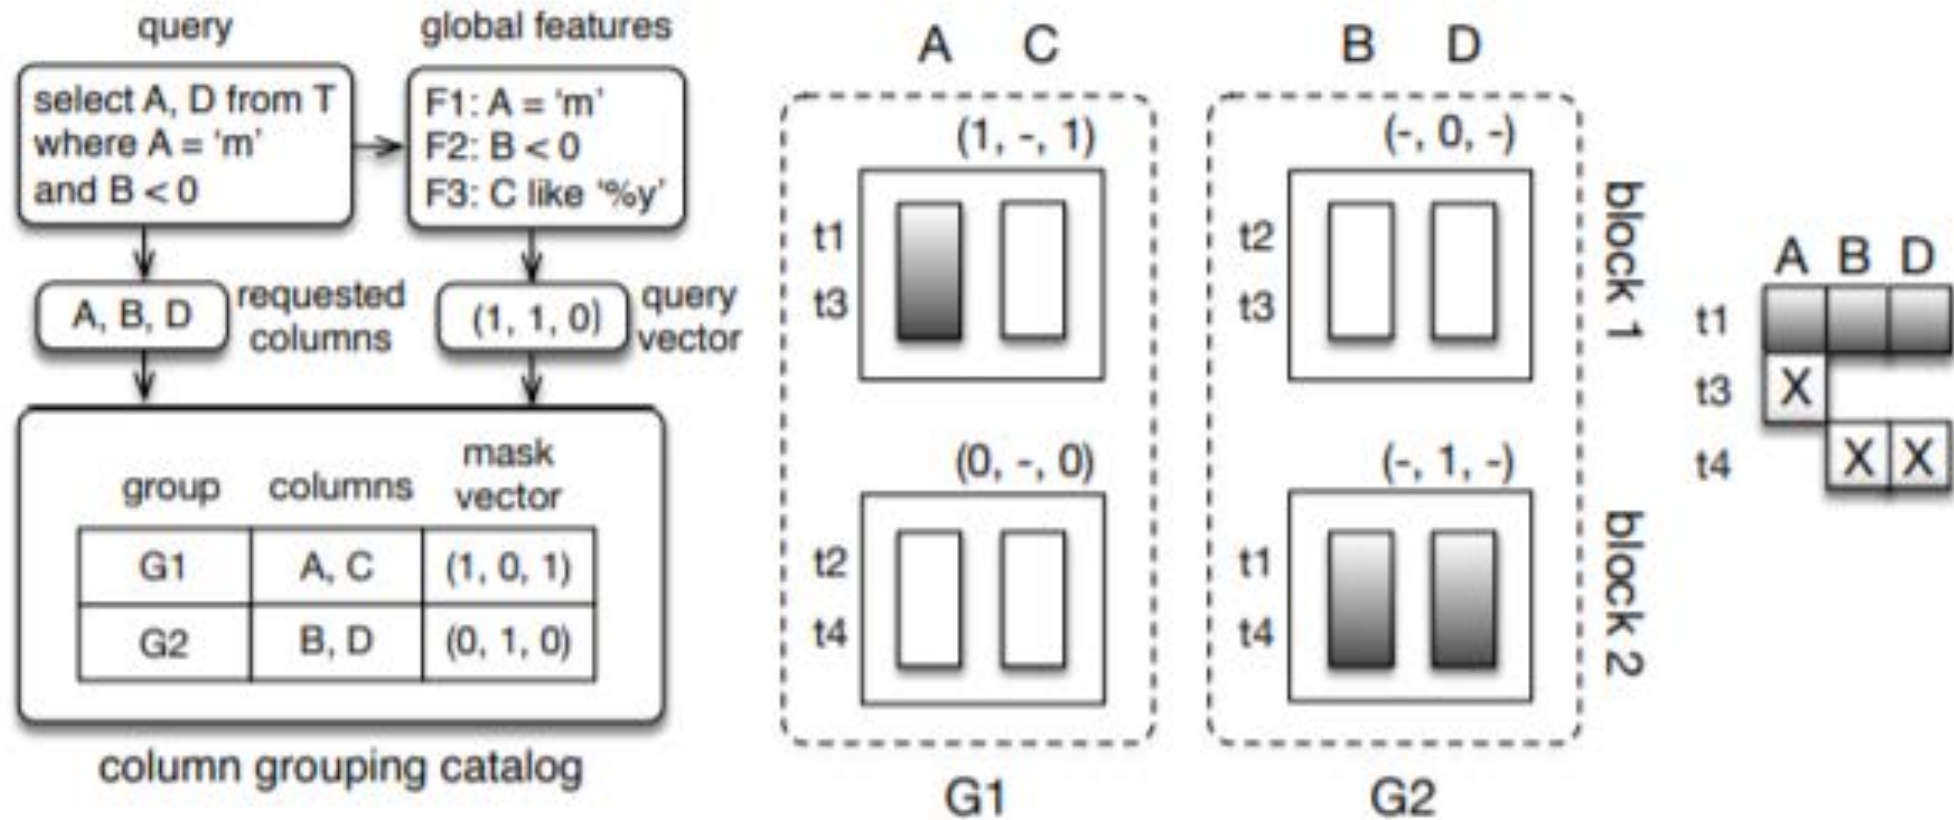 query
select A, D from T
where A = 'm'
and B < 0
global features
F1: A = 'm'
F2: B < 0
F3: C like '%y'
A, B, D
requested
columns
(1, 1, 0)
query
vector
group columns mask vector
G1 A, C (1, 0, 1)
G2 B, D (0, 1, 0)
column grouping catalog
A C
(1, -, 1)
t1
t3
(0, -, 0)
t2
t4
G1
B D
(-, 0, -)
t2
t3
(-, 1, -)
t1
t4
G2
block 1
block 2
A B D
t1
t3 X
t4 X X